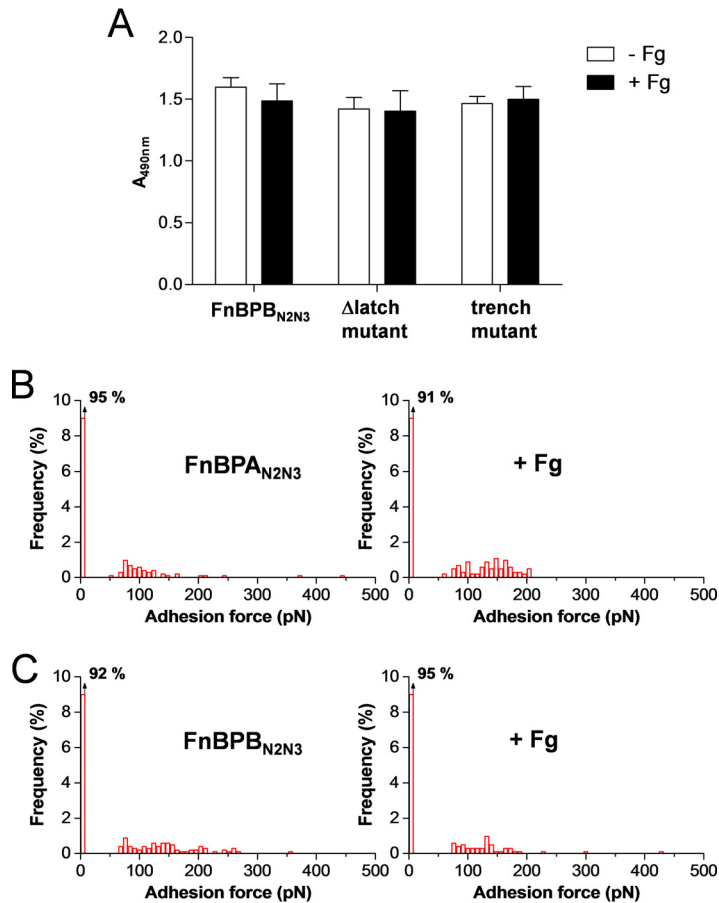 A
2.0
1.5
1.0
0.5
0.0
A490nm
- Fg
+ Fg
FnBPBN2N3
Δlatch
mutant
trench
mutant
B
10
8
6
4
2
0
Frequency (%)
95 %
FnBPAN2N3
0 100 200 300 400 500
Adhesion force (pN)
10
8
6
4
2
0
Frequency (%)
91 %
+ Fg
0 100 200 300 400 500
Adhesion force (pN)
C
10
8
6
4
2
0
Frequency (%)
92 %
FnBPBN2N3
0 100 200 300 400 500
Adhesion force (pN)
10
8
6
4
2
0
Frequency (%)
95 %
+ Fg
0 100 200 300 400 500
Adhesion force (pN)